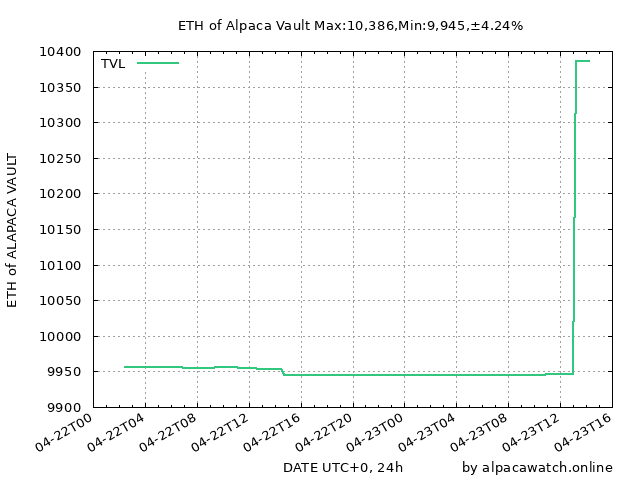 ETH of Alpaca Vault Max:10,386,Min:9,945,±4.24%
TVL
10400
10350
10300
10250
10200
10150
10100
10050
10000
9950
9900
ETH of ALAPACA VAULT
04-22T00
04-22T04
04-22T08
04-22T12
04-22T16
04-22T20
04-23T00
04-23T04
04-23T08
04-23T12
04-23T16
DATE UTC+0, 24h
by alpacawatch.online